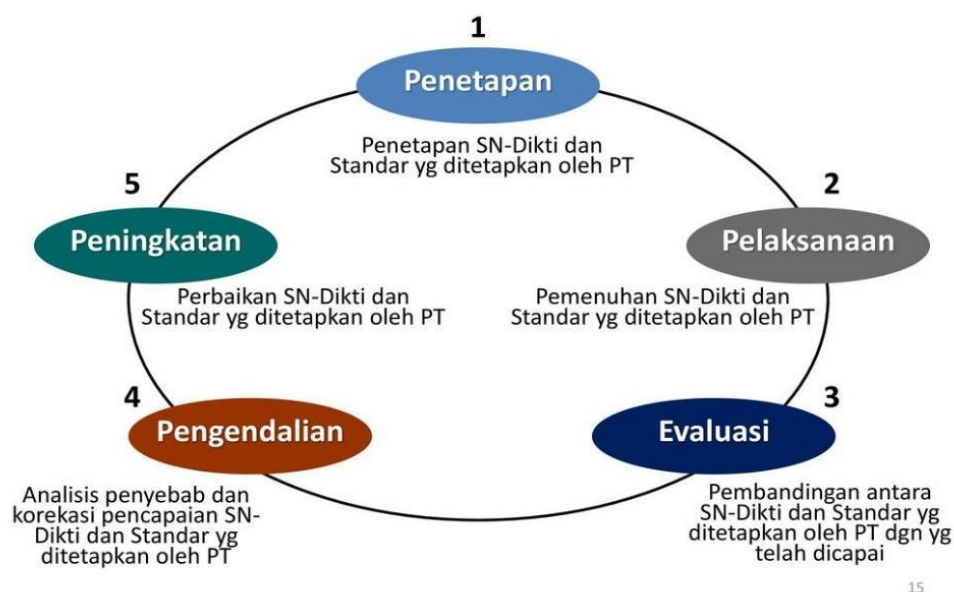 1
Penetapan
Penetapan SN-Dikti dan
Standar yg ditetapkan oleh PT
2
Pelaksanaan
Pemenuhan SN-Dikti dan
Standar yg ditetapkan oleh PT
3
Evaluasi
Pembandingan antara
SN-Dikti dan Standar yg
ditetapkan oleh PT dgn yg
telah dicapai
4
Pengendalian
Analisis penyebab dan
korekasi pencapaian SN-
Dikti dan Standar yg
ditetapkan oleh PT
5
Peningkatan
Perbaikan SN-Dikti dan
Standar yg ditetapkan oleh PT
15